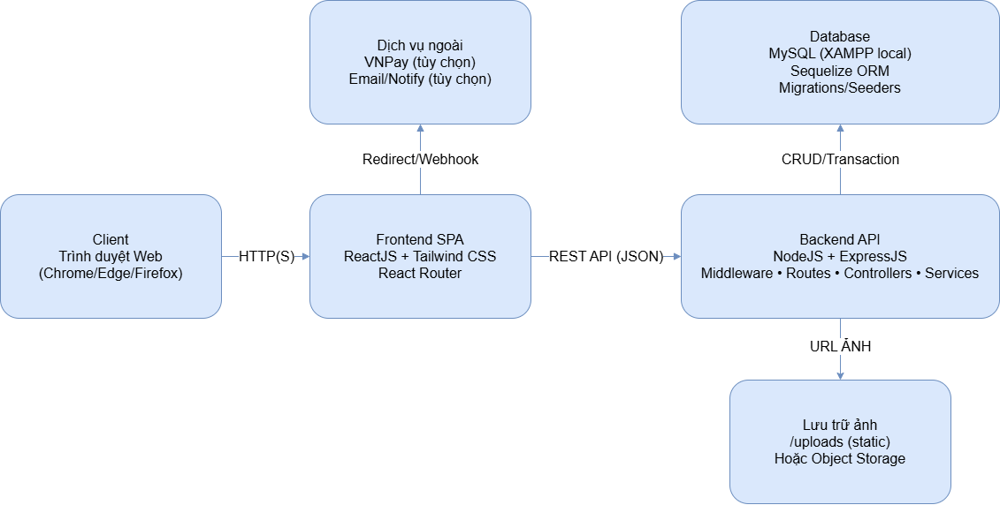 Dịch vụ ngoài
VNPay (tùy chọn)
Email/Notify (tùy chọn)
Database
MySQL (XAMPP local)
Sequelize ORM
Migrations/Seeders
Redirect/Webhook
CRUD/Transaction
Client
Trình duyệt Web
(Chrome/Edge/Firefox)
HTTP(S)
Frontend SPA
ReactJS + Tailwind CSS
React Router
REST API (JSON)
Backend API
NodeJS + ExpressJS
Middleware • Routes • Controllers • Services
URL ẢNH
Lưu trữ ảnh
/uploads (static)
Hoặc Object Storage